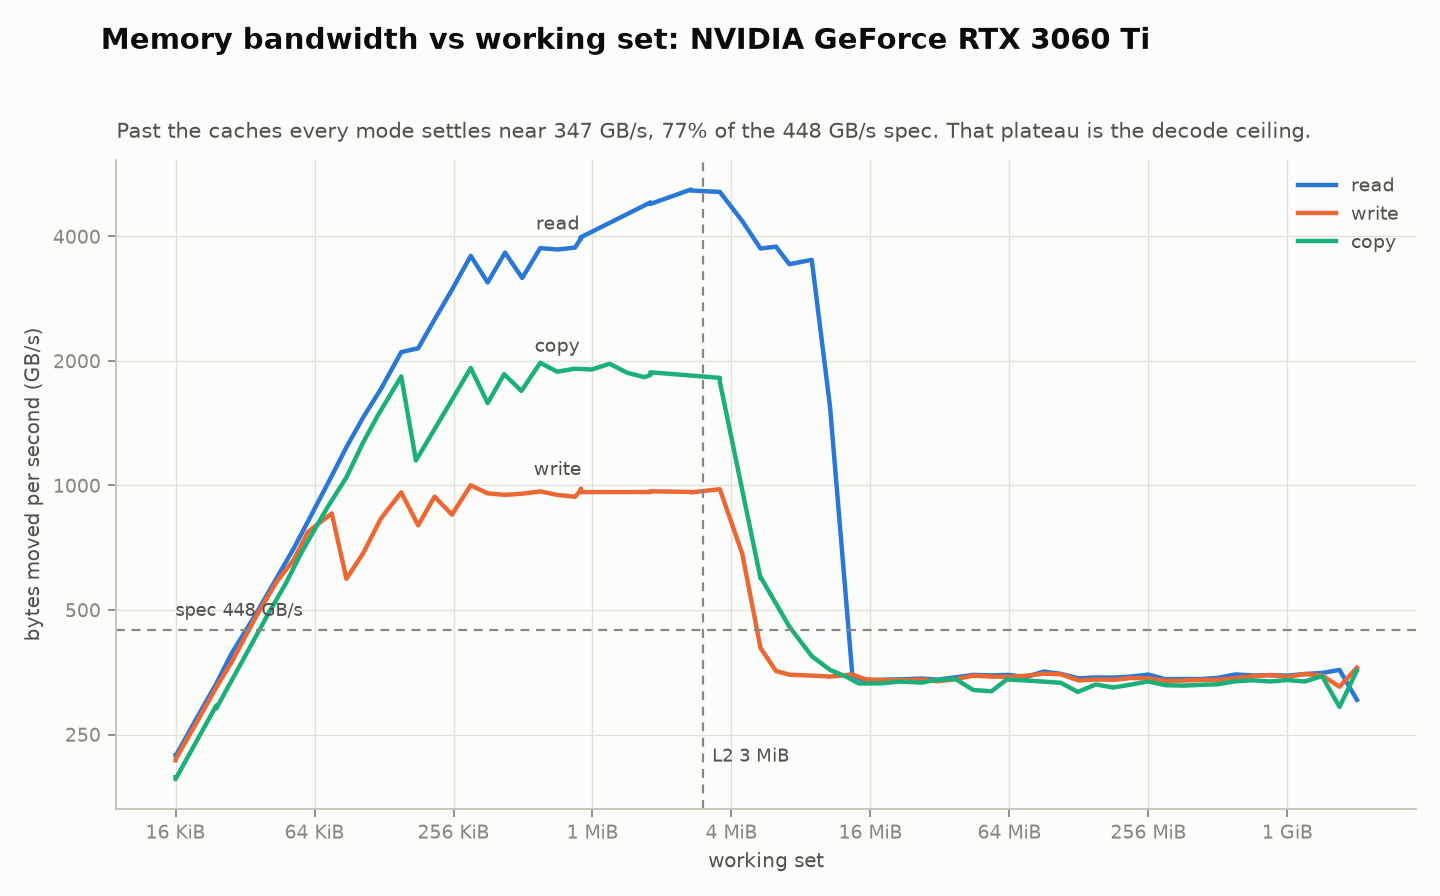 Memory bandwidth vs working set: NVIDIA GeForce RTX 3060 Ti
Past the caches every mode settles near 347 GB/s, 77% of the 448 GB/s spec. That plateau is the decode ceiling.
read
write
copy
read
copy
write
spec 448 GB/s
L2 3 MiB
bytes moved per second (GB/s)
4000
2000
1000
500
250
16 KiB
64 KiB
256 KiB
1 MiB
4 MiB
16 MiB
64 MiB
256 MiB
1 GiB
working set